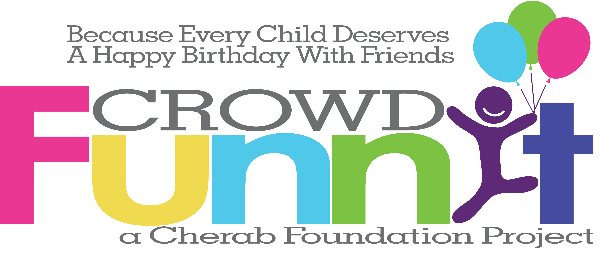 Because Every Child Deserves
A Happy Birthday With Friends
CROWD
Funnit
a Cherab Foundation Project